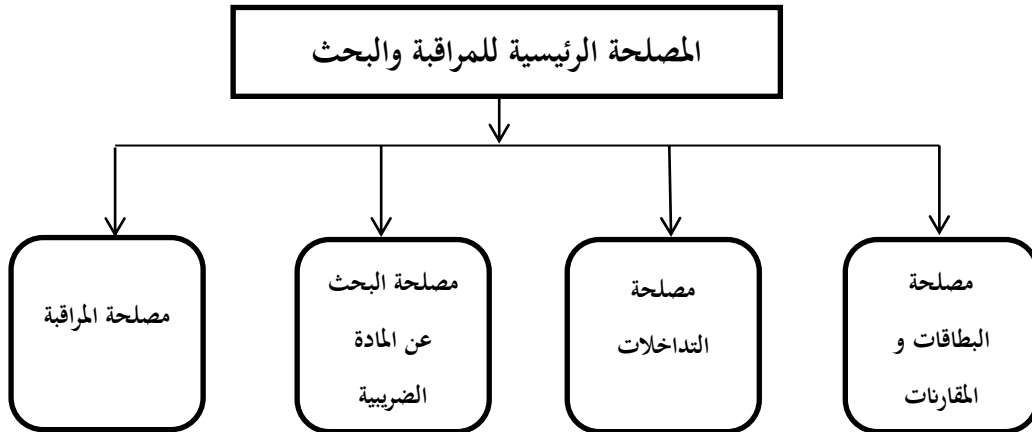 المصلحة الرئيسية للمراقبة والبحث
مصلحة
البطاقات و
المقارنات
مصلحة
التداخلات
مصلحة البحث
عن المادة
الضريبية
مصلحة المراقبة